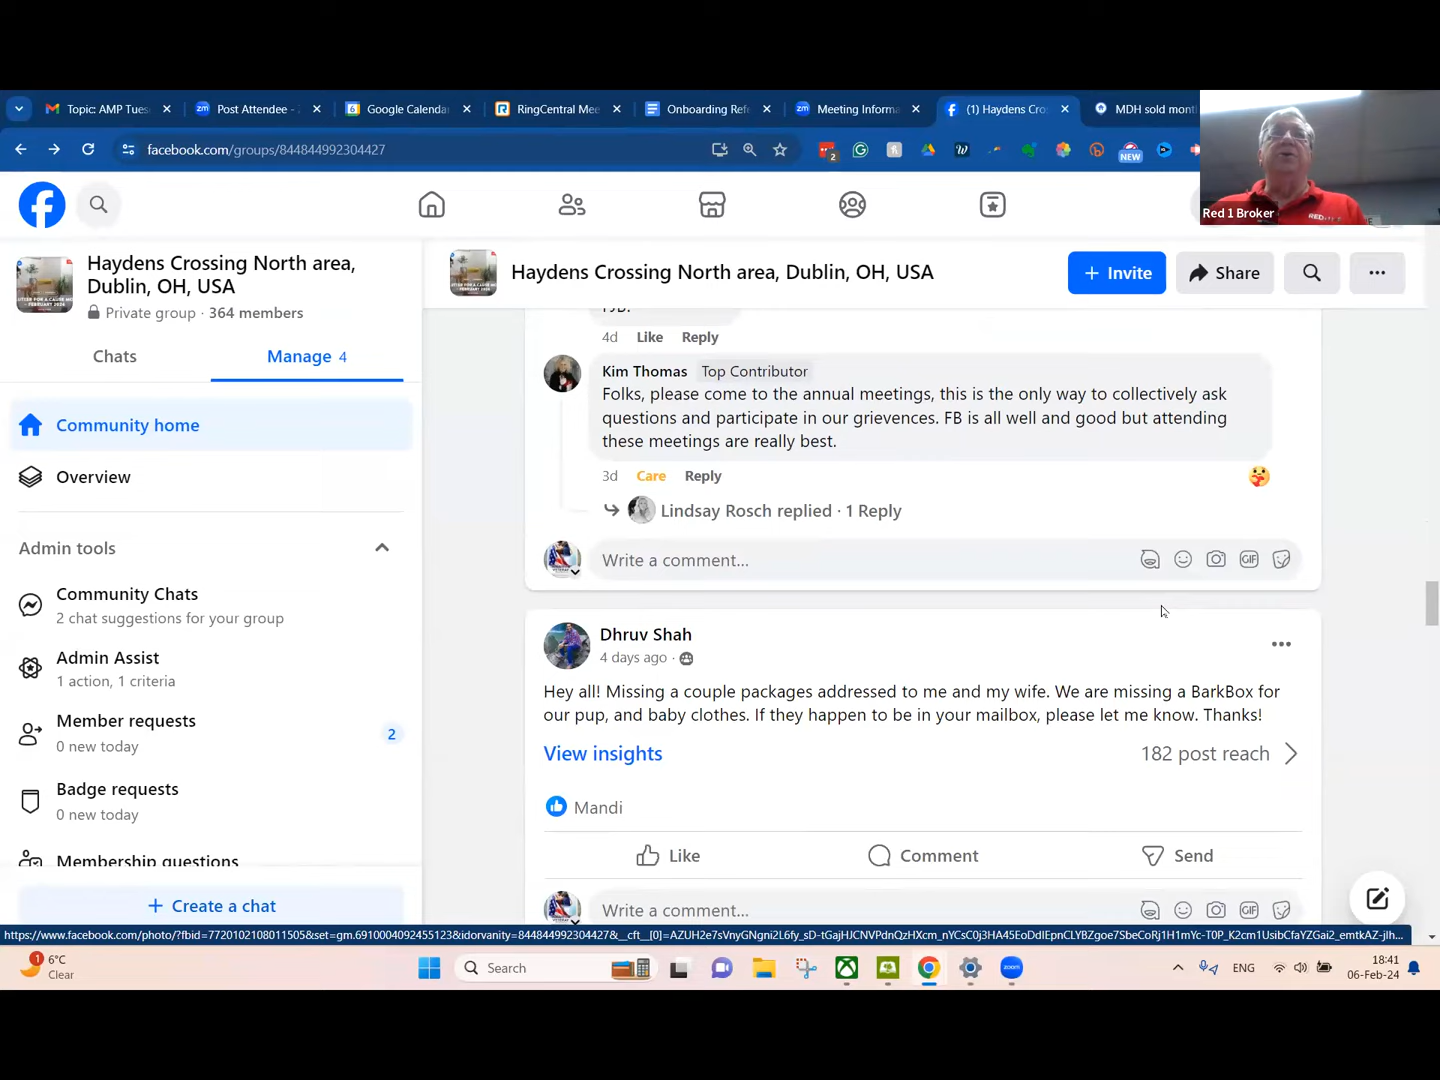 Topic: AMP Tues
Post Attendee -
Google Calenda
RingCentral Mee
Onboarding Refe
Meeting Informa
(1) Haydens Cro
MDH sold mont
facebook.com/groups/844844992304427
2
NEW
Red 1 Broker
RED
Haydens Crossing North area,
Dublin, OH, USA
Private group · 364 members
Chats
Manage 4
Community home
Overview
Admin tools
Community Chats
2 chat suggestions for your group
Admin Assist
1 action, 1 criteria
Member requests
0 new today
2
Badge requests
0 new today
Membership questions
+ Create a chat
Haydens Crossing North area, Dublin, OH, USA
+ Invite
Share
4d Like Reply
Kim Thomas Top Contributor
Folks, please come to the annual meetings, this is the only way to collectively ask
questions and participate in our grievences. FB is all well and good but attending
these meetings are really best.
3d Care Reply
Lindsay Rosch replied · 1 Reply
Write a comment...
GIF
Dhruv Shah
4 days ago ·
Hey all! Missing a couple packages addressed to me and my wife. We are missing a BarkBox for
our pup, and baby clothes. If they happen to be in your mailbox, please let me know. Thanks!
View insights
182 post reach
Mandi
Like
Comment
Send
Write a comment...
GIF
1
6°C
Clear
Search
zoom
ENG
18:41
06-Feb-24